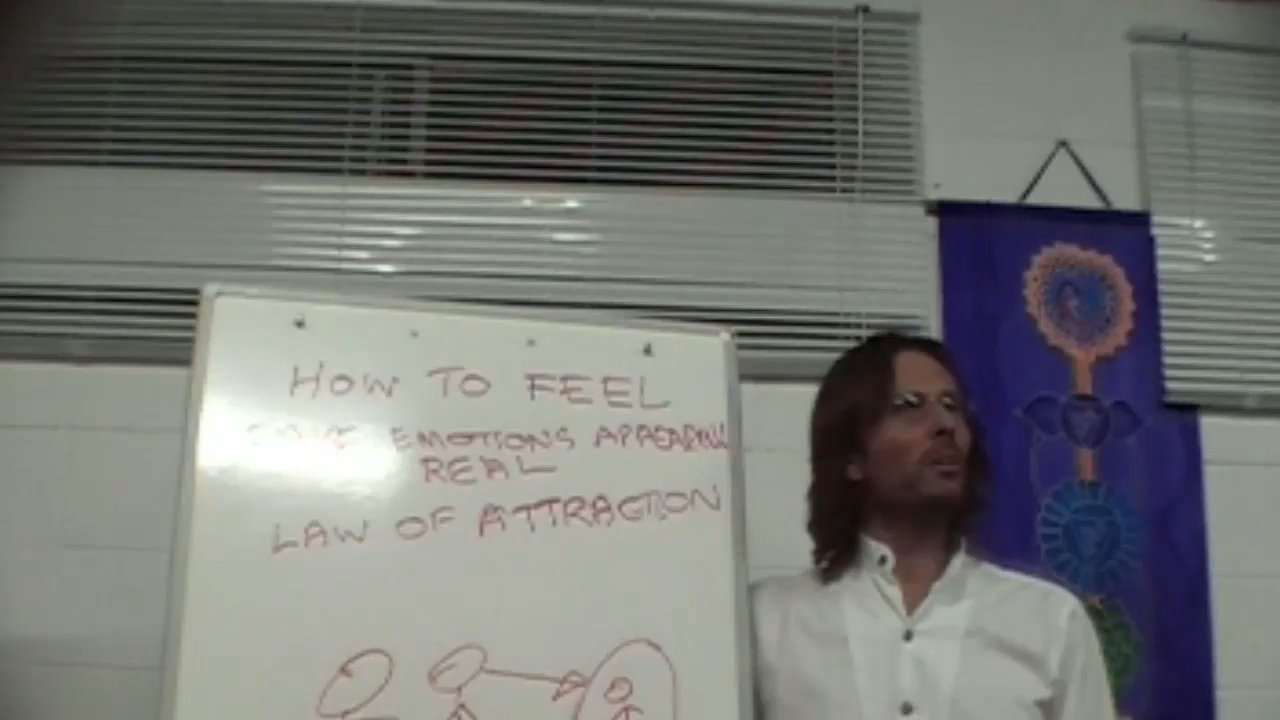 HOW TO FEEL
EMOTIONS APPEARING
REAL
LAW OF ATTRACTION